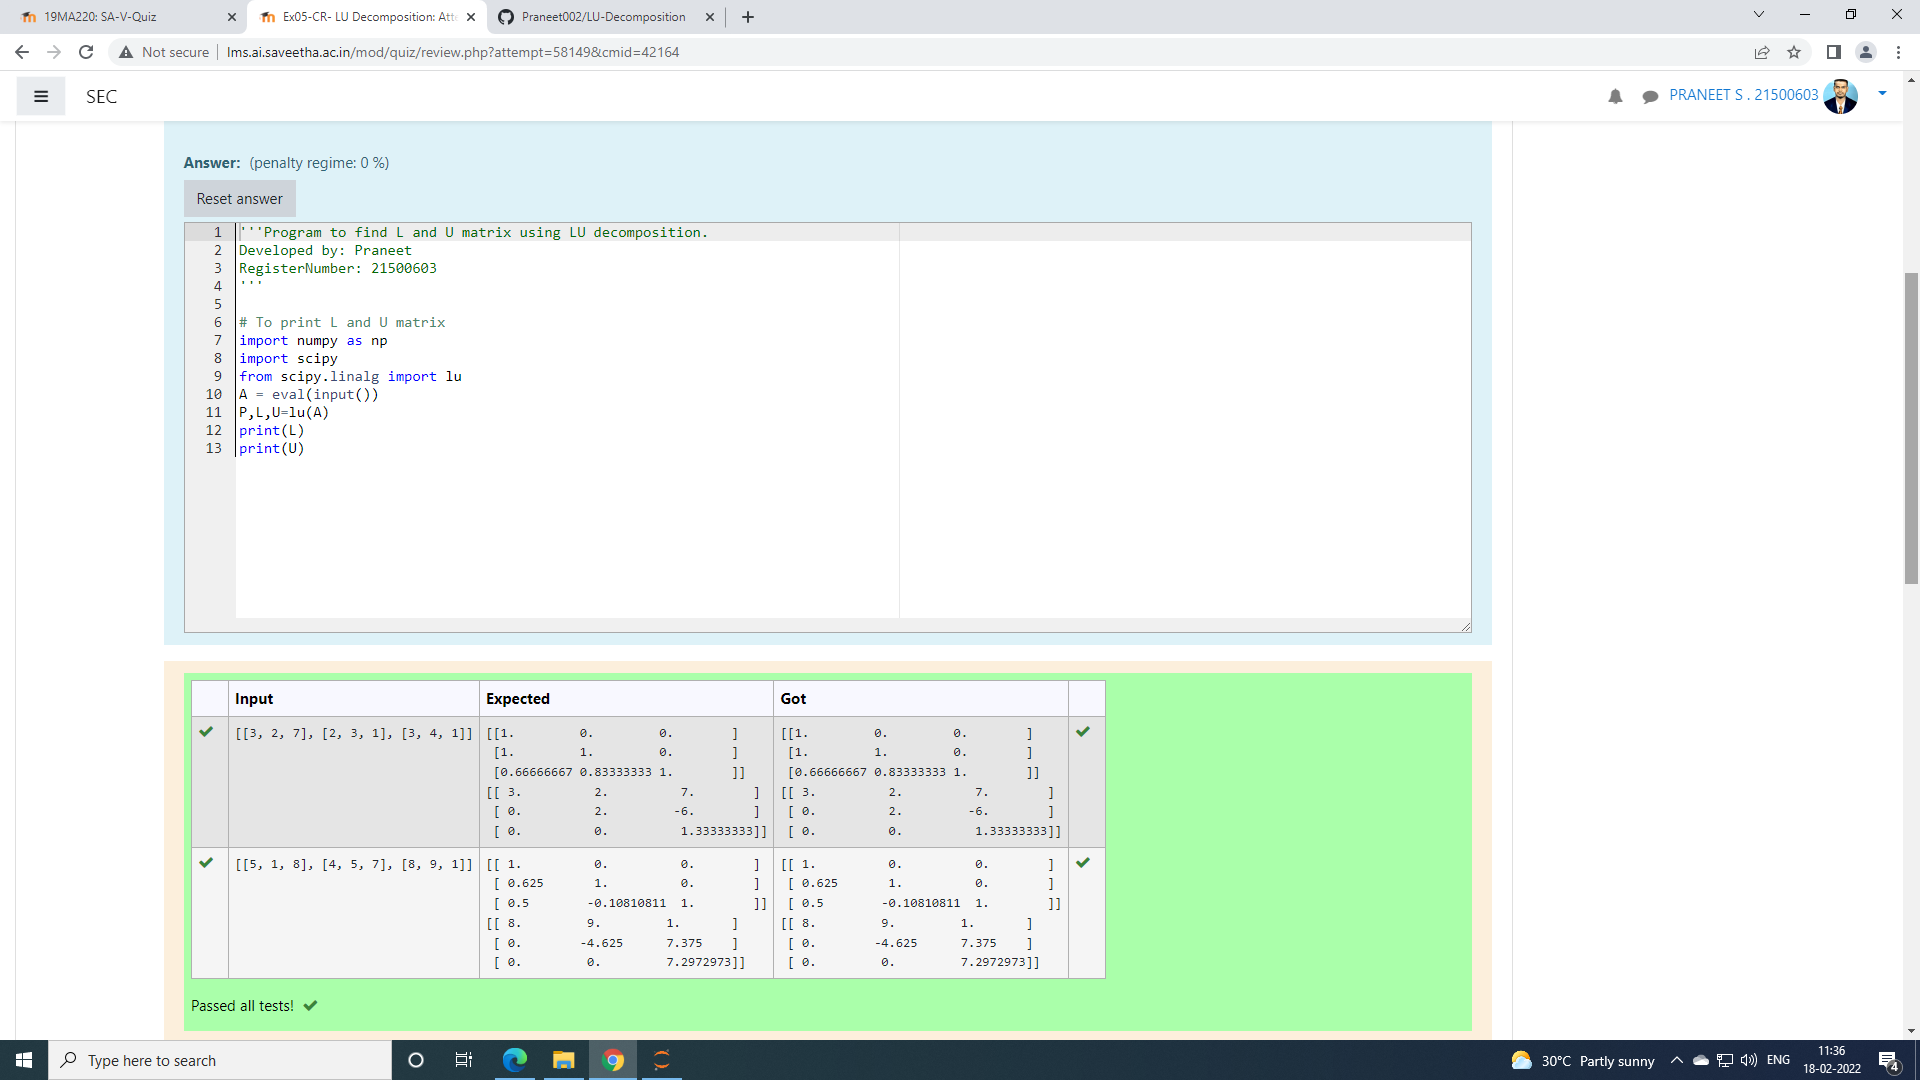 19MA220: SA-V-Quiz
Ex05-CR- LU Decomposition: Atte
Praneet002/LU-Decomposition
Not secure
lms.ai.saveetha.ac.in/mod/quiz/review.php?attempt=58149&cmid=42164
SEC
PRANEET S . 21500603
Answer: (penalty regime: 0 %)
Reset answer
1 '''Program to find L and U matrix using LU decomposition.
2 Developed by: Praneet
3 RegisterNumber: 21500603
4 '''
5
6 # To print L and U matrix
7 import numpy as np
8 import scipy
9 from scipy.linalg import lu
10 A = eval(input())
11 P,L,U=lu(A)
12 print(L)
13 print(U)
Input Expected Got
[[3, 2, 7], [2, 3, 1], [3, 4, 1]] [[1. 0. 0. ] [[1. 0. 0. ]
[1. 1. 0. ] [1. 1. 0. ]
[0.66666667 0.83333333 1. ]] [0.66666667 0.83333333 1. ]]
[[ 3. 2. 7. ] [[ 3. 2. 7. ]
[ 0. 2. -6. ] [ 0. 2. -6. ]
[ 0. 0. 1.33333333]] [ 0. 0. 1.33333333]]
[[5, 1, 8], [4, 5, 7], [8, 9, 1]] [[ 1. 0. 0. ] [[ 1. 0. 0. ]
[ 0.625 1. 0. ] [ 0.625 1. 0. ]
[ 0.5 -0.10810811 1. ]] [ 0.5 -0.10810811 1. ]]
[[ 8. 9. 1. ] [[ 8. 9. 1. ]
[ 0. -4.625 7.375 ] [ 0. -4.625 7.375 ]
[ 0. 0. 7.2972973]] [ 0. 0. 7.2972973]]
Passed all tests!
Type here to search
30°C Partly sunny
ENG
11:36
18-02-2022
4